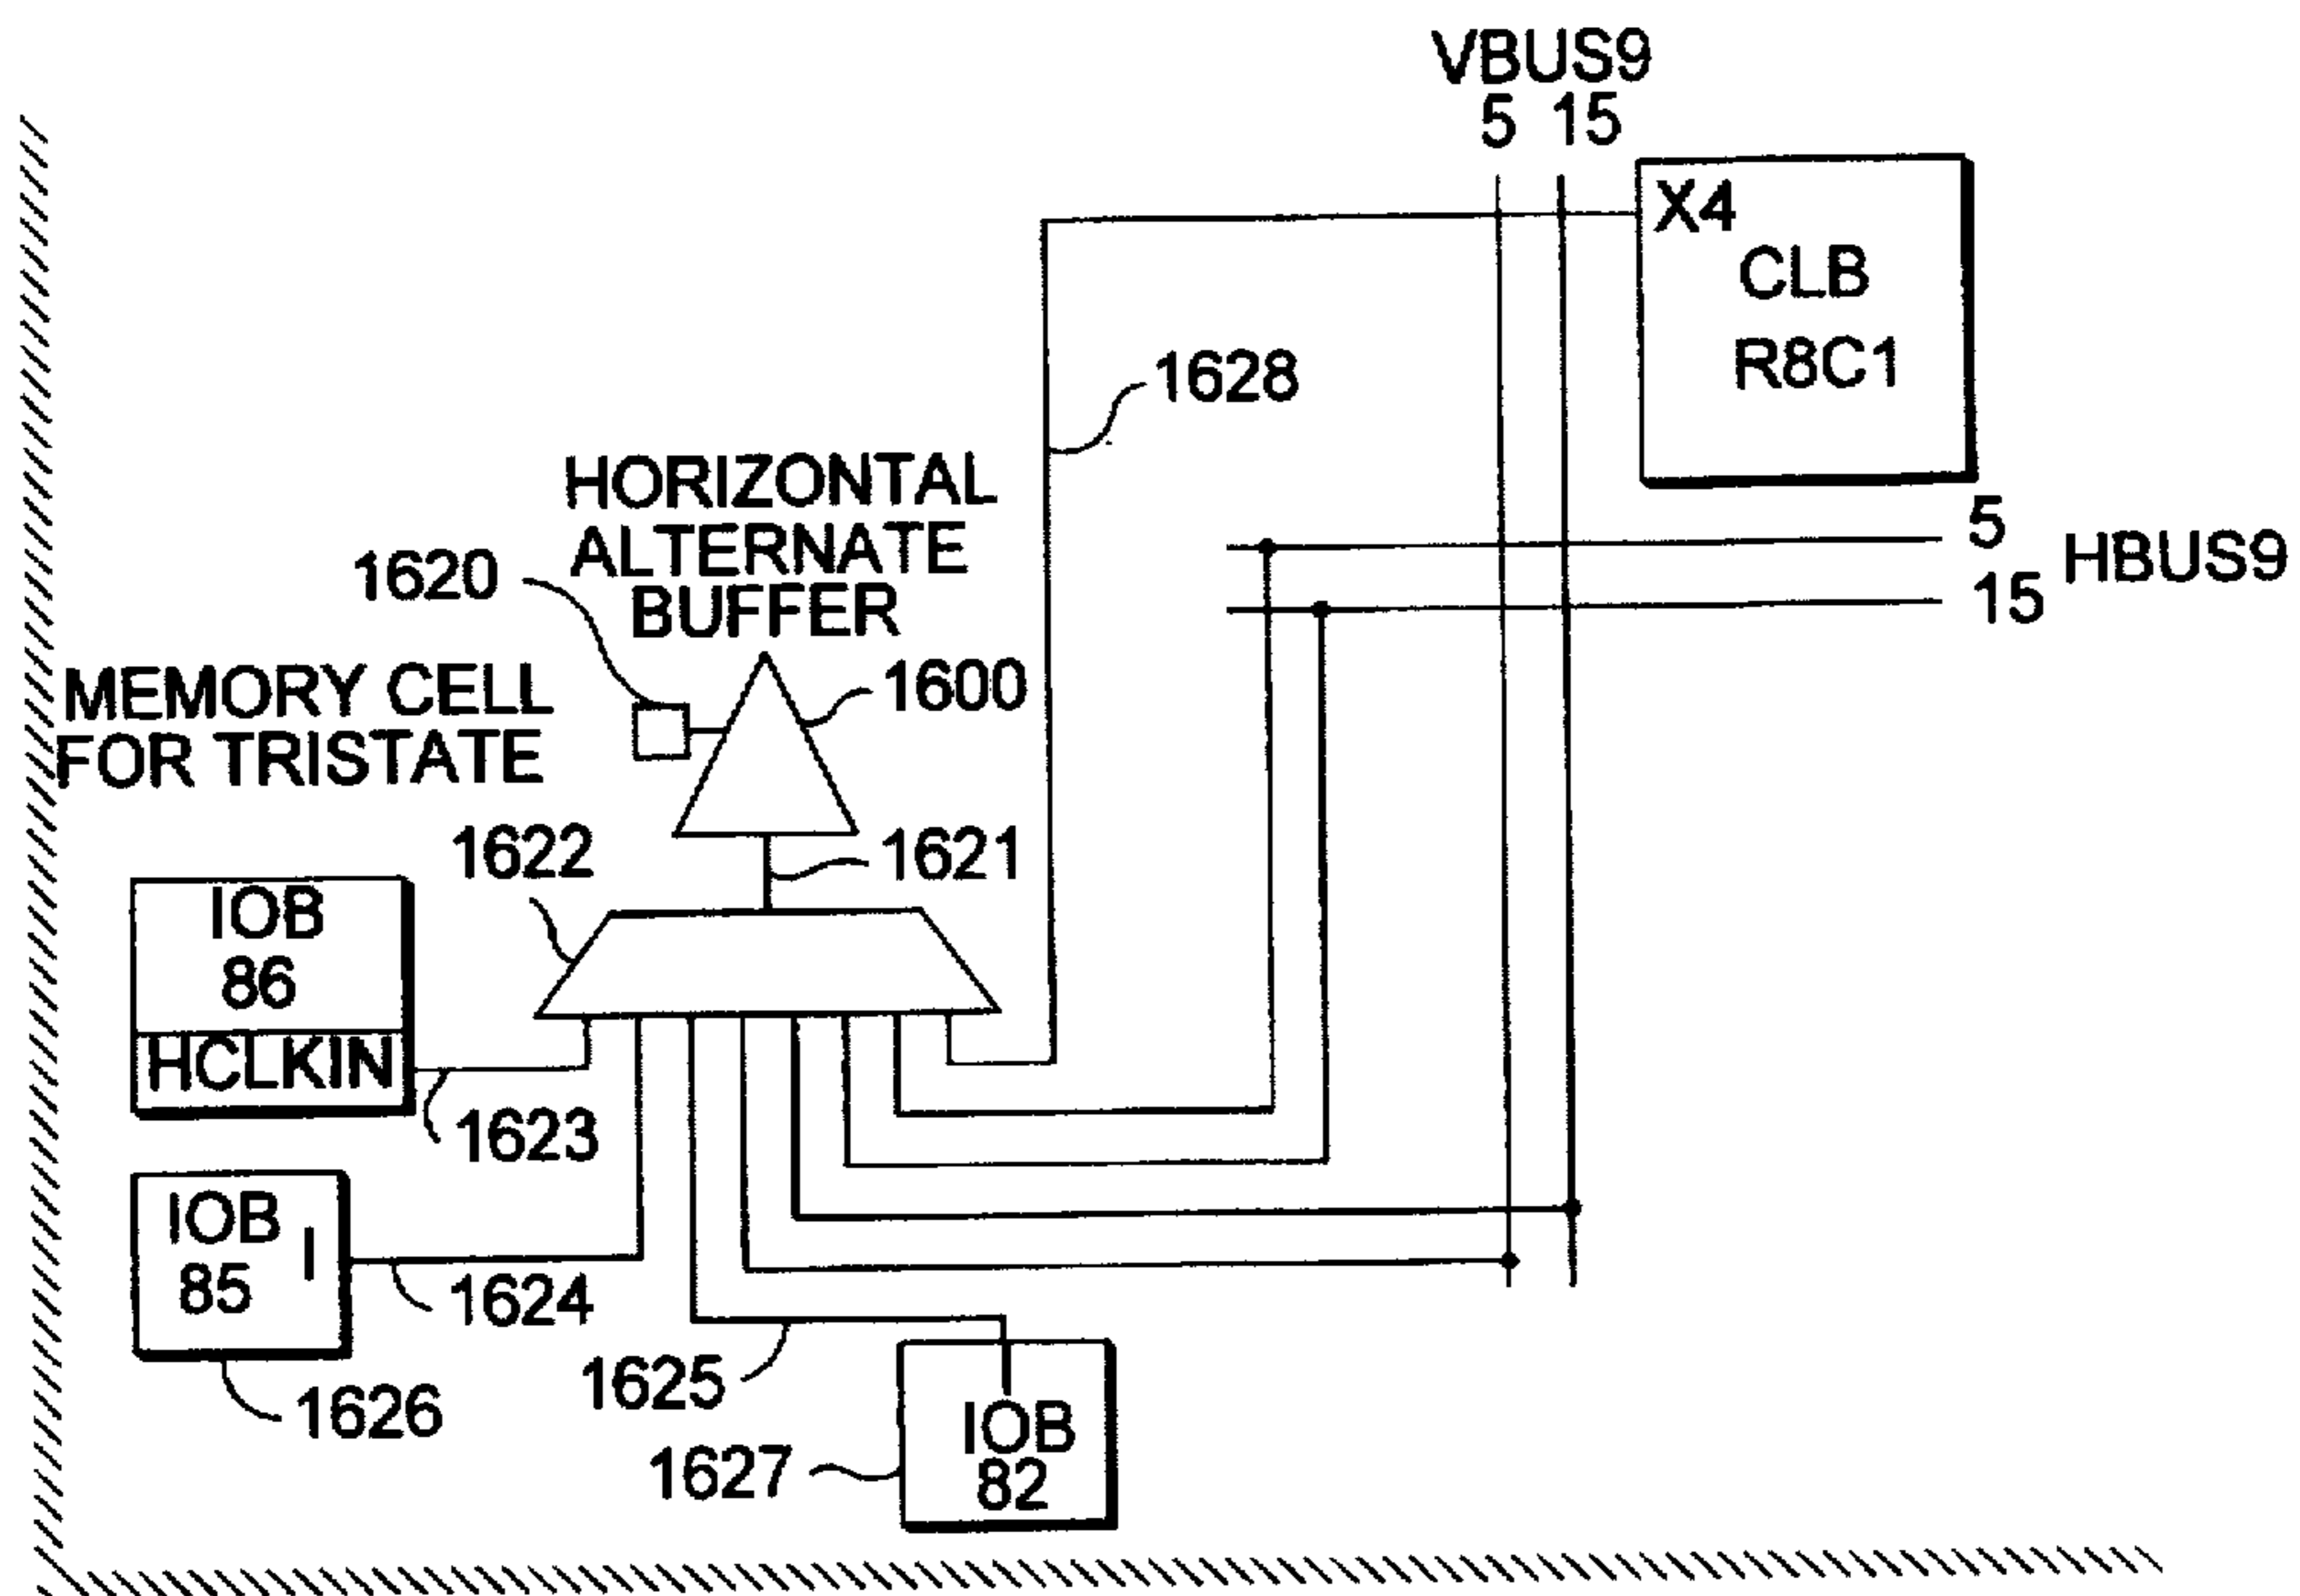 VBUS9
5 15
X4
CLB
R8C1
1628
HORIZONTAL
ALTERNATE
BUFFER
5
HBUS9
15
1620
1600
MEMORY CELL
FOR TRISTATE
1622
1621
IOB
86
HCLKIN
1623
IOB
I
85
1624
1626
1625
1627
IOB
82